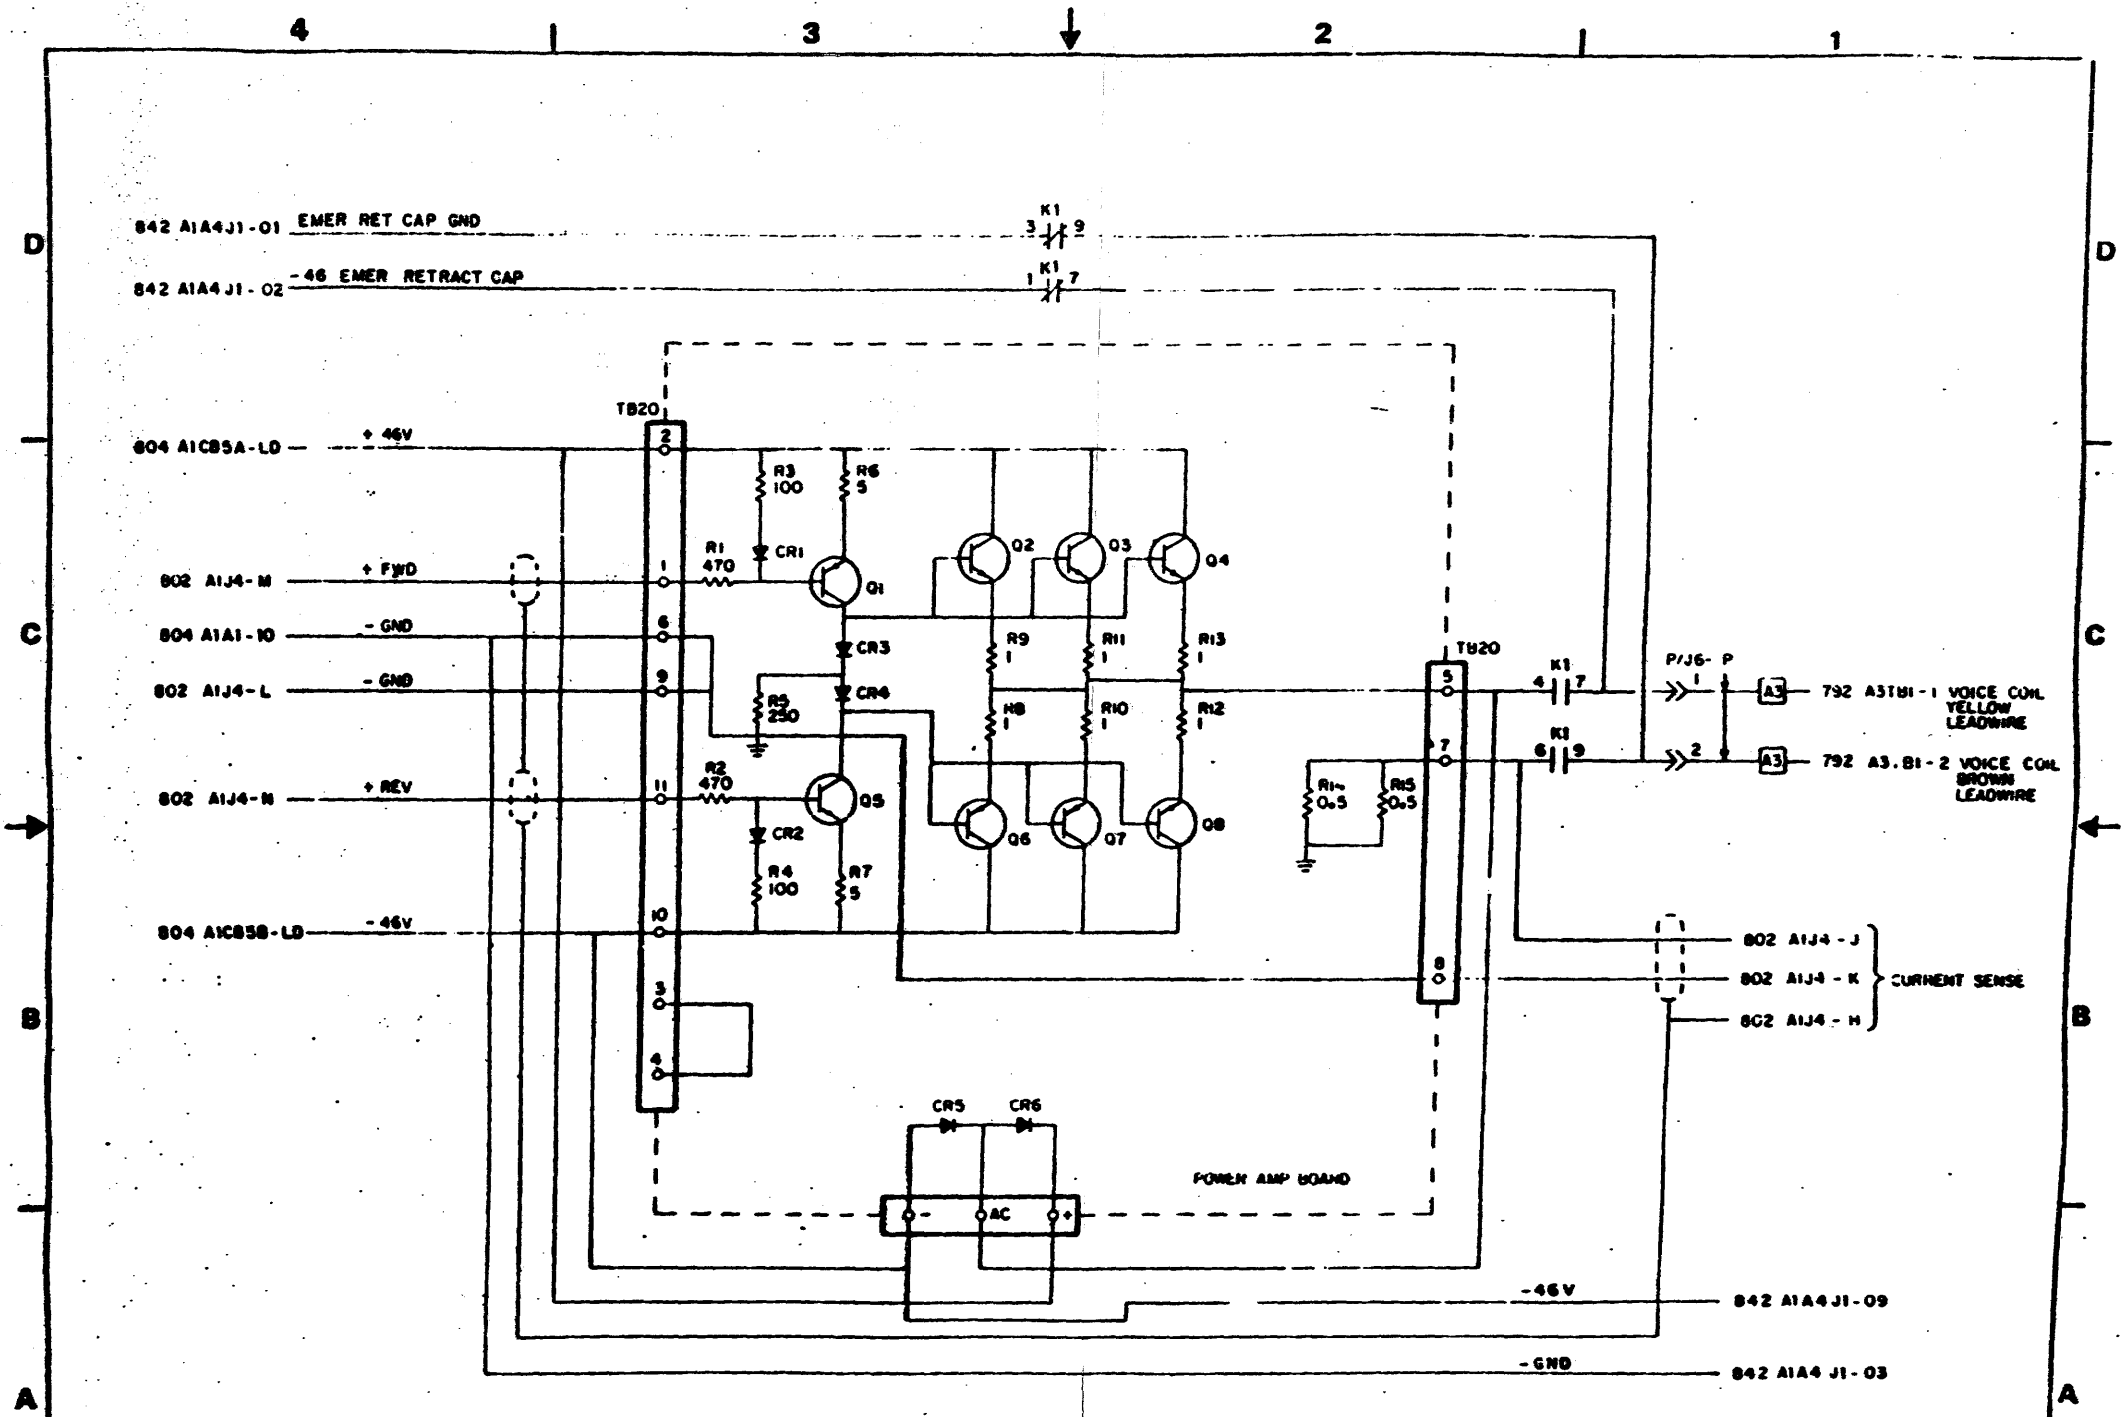 4 3 2 1
842 A1A4J1-01 EMER RET CAP GND
K1
3 9
D D
842 A1A4J1-02 -46 EMER RETRACT CAP
K1
1 7
TB20
804 A1CB5A-LD + 46V
2
R3
100
R6
5
802 A1J4-M + FWD
1
R1
470
CR1
Q1
Q2
Q3
Q4
C C
804 A1A1-10 - GND
6
802 A1J4-L - GND
9
CR3
CR4
R5
250
R9
1
R11
1
R13
1
R8
1
R10
1
R12
1
TB20
5
4 K1 7
P/J6- P
1
A3
792 A3TB1-1 VOICE COIL
YELLOW
LEADWIRE
7
6 K1 9
2
A3
792 VOICE COIL
BROWN
LEADWIRE
802 A1J4-N + REV
11
R2
470
Q5
CR2
R4
100
R7
5
Q6
Q7
Q8
0.5
R15
0.5
804 A1CB5B-LD - 46V
10
3
4
8
802 A1J4 - J
802 A1J4 - K
802 A1J4 - H
CURRENT SENSE
B B
CR5
CR6
POWER AMP BOARD
- AC +
-46V
842 A1A4J1-09
-GND
842 A1A4 J1-03
A A